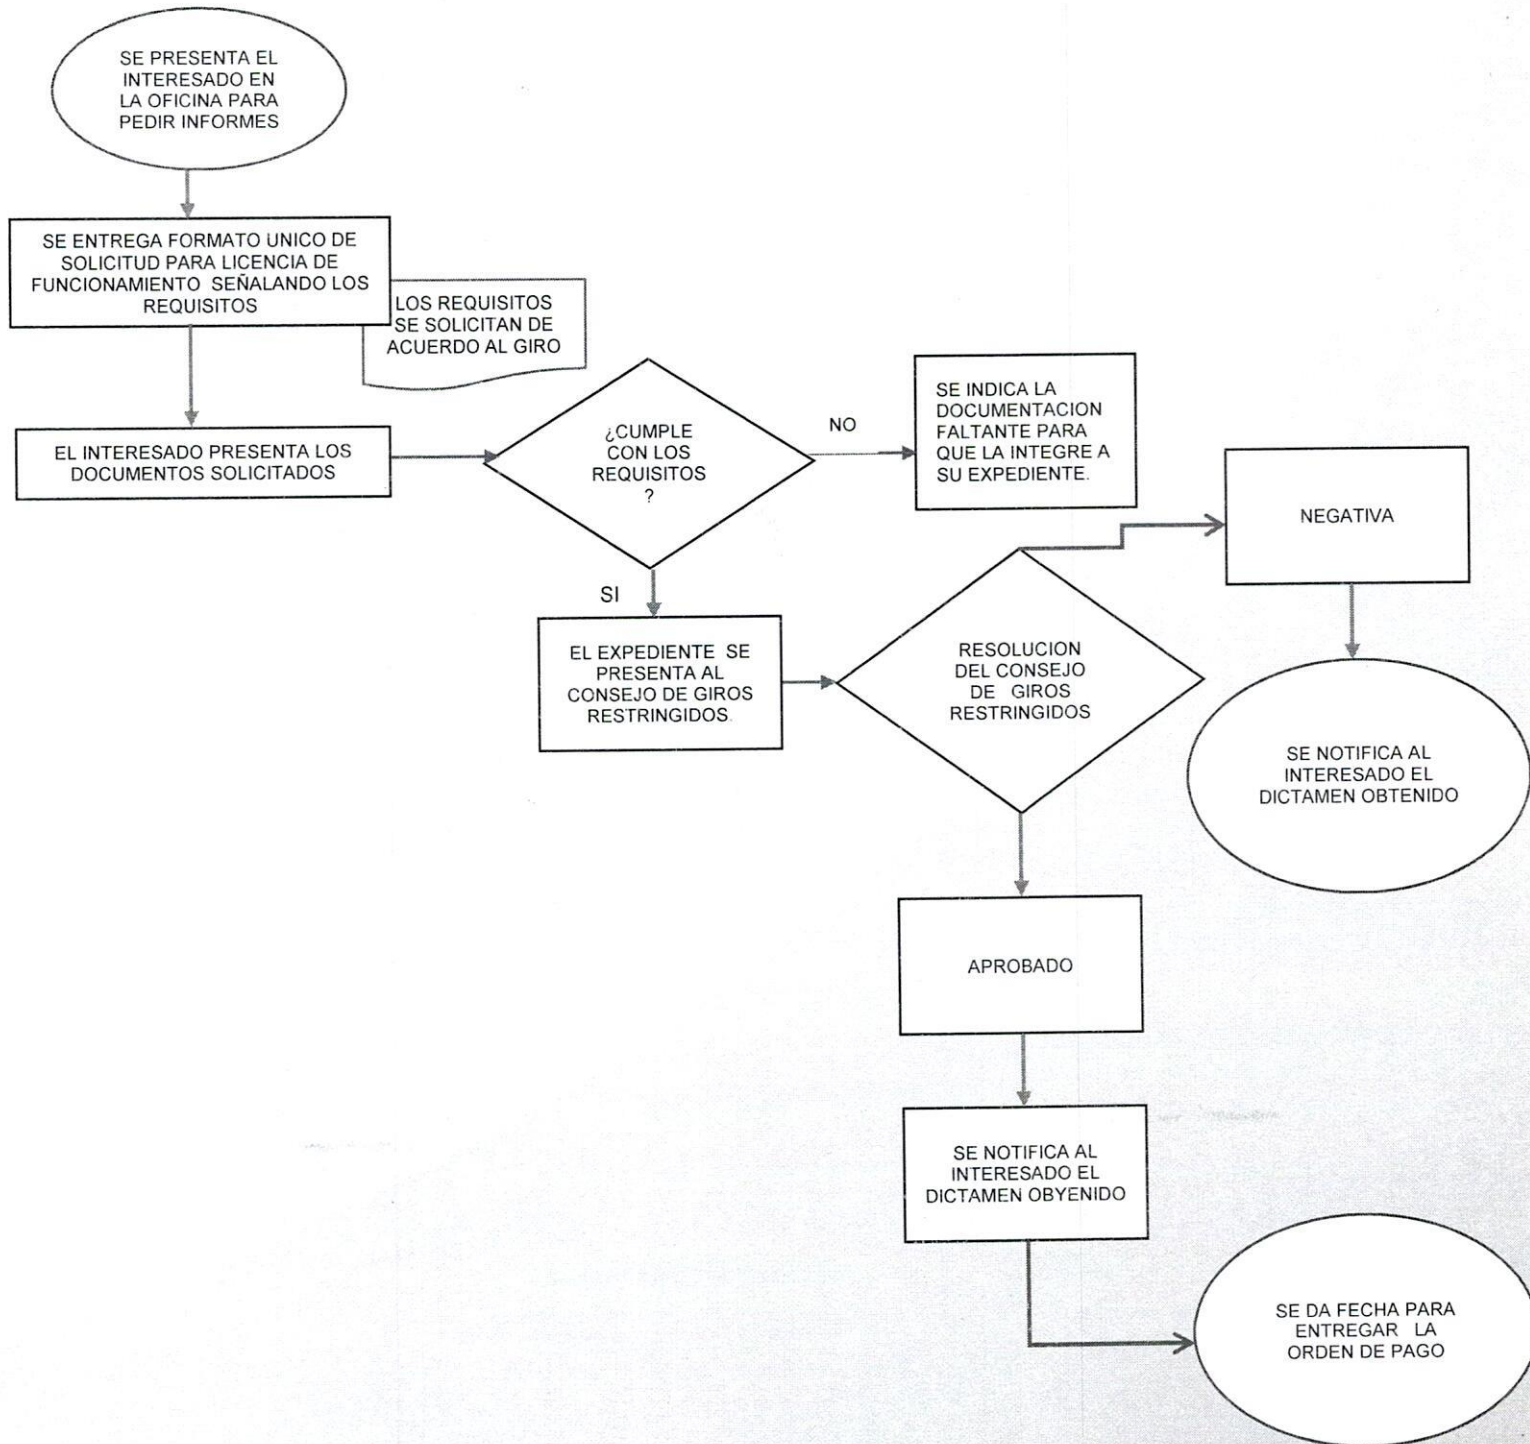 SE PRESENTA EL
INTERESADO EN
LA OFICINA PARA
PEDIR INFORMES
SE ENTREGA FORMATO UNICO DE
SOLICITUD PARA LICENCIA DE
FUNCIONAMIENTO SEÑALANDO LOS
REQUISITOS
LOS REQUISITOS
SE SOLICITAN DE
ACUERDO AL GIRO
EL INTERESADO PRESENTA LOS
DOCUMENTOS SOLICITADOS
¿CUMPLE
CON LOS
REQUISITOS
?
NO
SE INDICA LA
DOCUMENTACION
FALTANTE PARA
QUE LA INTEGRE A
SU EXPEDIENTE.
SI
EL EXPEDIENTE SE
PRESENTA AL
CONSEJO DE GIROS
RESTRINGIDOS.
RESOLUCION
DEL CONSEJO
DE GIROS
RESTRINGIDOS
NEGATIVA
SE NOTIFICA AL
INTERESADO EL
DICTAMEN OBTENIDO
APROBADO
SE NOTIFICA AL
INTERESADO EL
DICTAMEN OBYENIDO
SE DA FECHA PARA
ENTREGAR LA
ORDEN DE PAGO